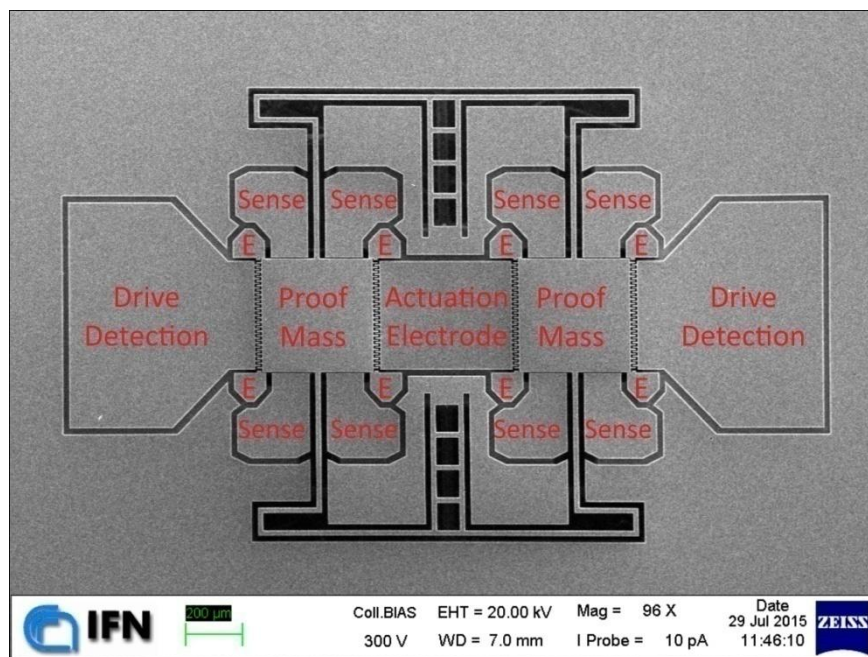 Sense Sense Sense Sense
E E E E
Drive Detection
Proof Mass
Actuation Electrode
Proof Mass
Drive Detection
E E E E
Sense Sense Sense Sense
IFN
200 µm
Coll.BIAS
300 V
EHT = 20.00 kV
WD = 7.0 mm
Mag = 96 X
I Probe = 10 pA
Date
29 Jul 2015
11:46:10
ZEISS